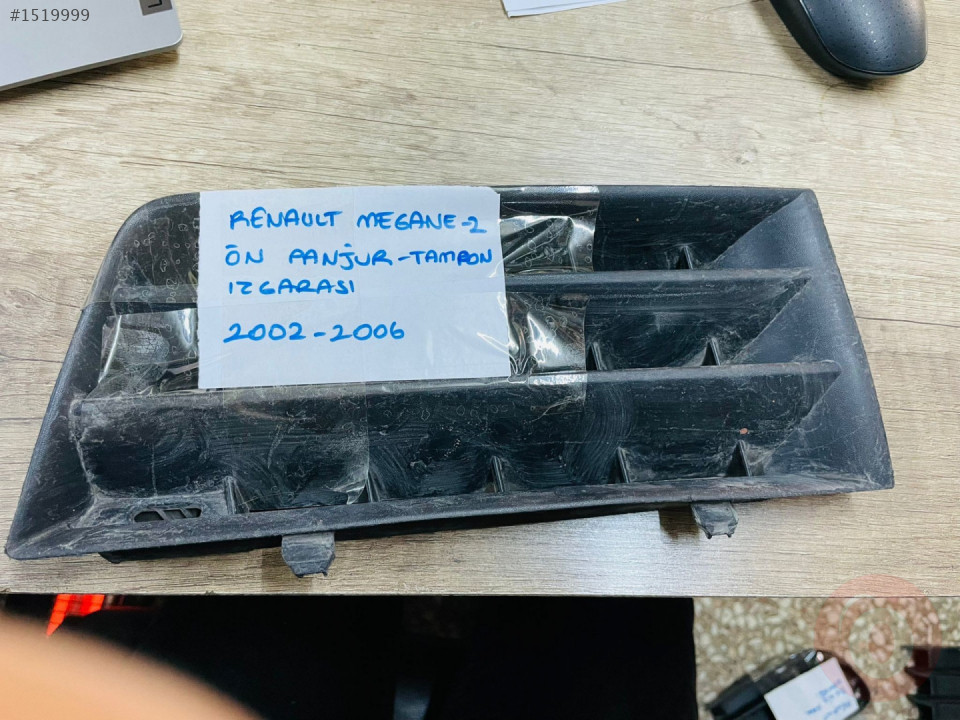 #1519999
RENAULT MEGANE-2
ÖN PANJUR-TAMPON
IZGARASI
2002-2006